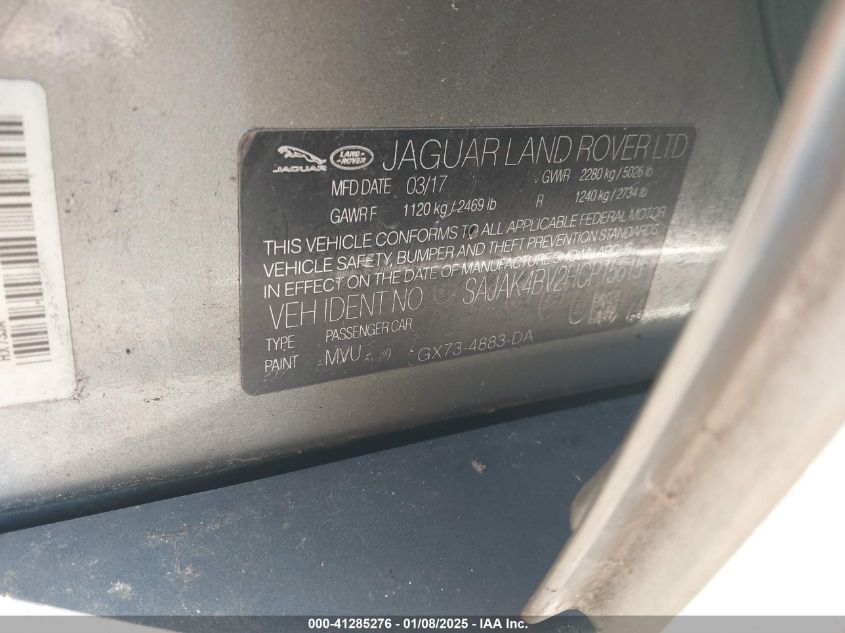 JAGUAR LAND ROVER JAGUAR LAND ROVER LTD
MFD DATE 03/17 GVWR 2280 kg / 5026 lb
GAWR F 1120 kg / 2469 lb R 1240 kg / 2734 lb
THIS VEHICLE CONFORMS TO ALL APPLICABLE FEDERAL MOTOR
VEHICLE SAFETY, BUMPER AND THEFT PREVENTION STANDARDS
IN EFFECT ON THE DATE OF MANUFACTURE SHOWN ABOVE
VEH IDENT NO
TYPE PASSENGER CAR
PAINT MVU GX73-4883-DA
000-41285276 - 01/08/2025 - IAA Inc.